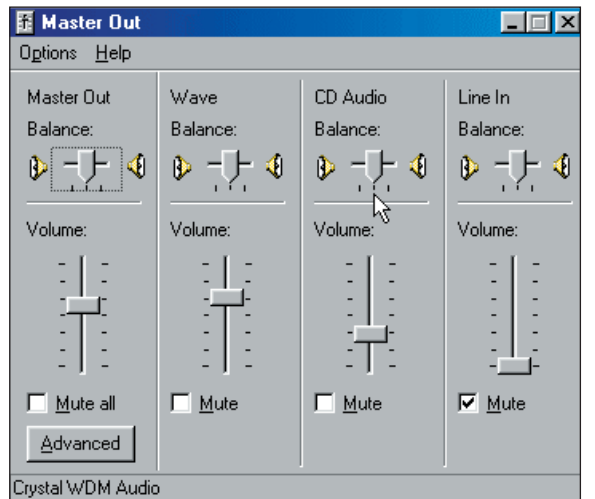 Master Out
Options Help
Master Out
Balance:
Volume:
Mute all
Advanced
Wave
Balance:
Volume:
Mute
CD Audio
Balance:
Volume:
Mute
Line In
Balance:
Volume:
Mute
Crystal WDM Audio